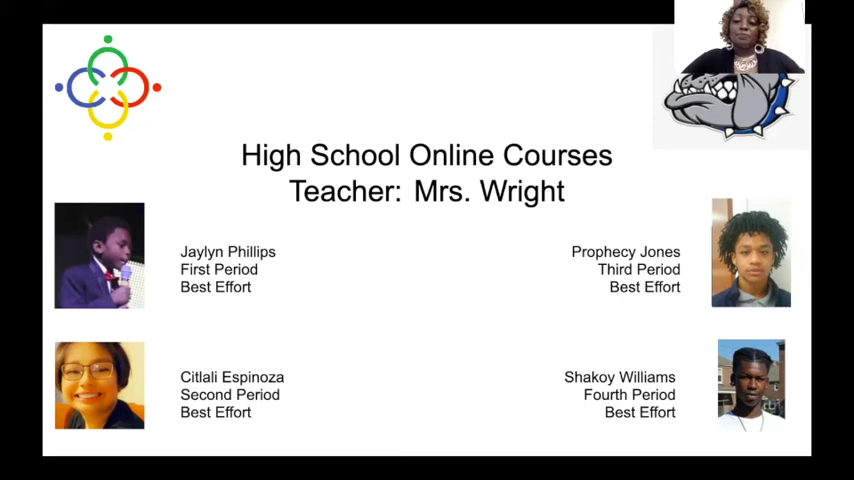 High School Online Courses
Teacher: Mrs. Wright
Jaylyn Phillips
First Period
Best Effort
Prophecy Jones
Third Period
Best Effort
Citlali Espinoza
Second Period
Best Effort
Shakoy Williams
Fourth Period
Best Effort